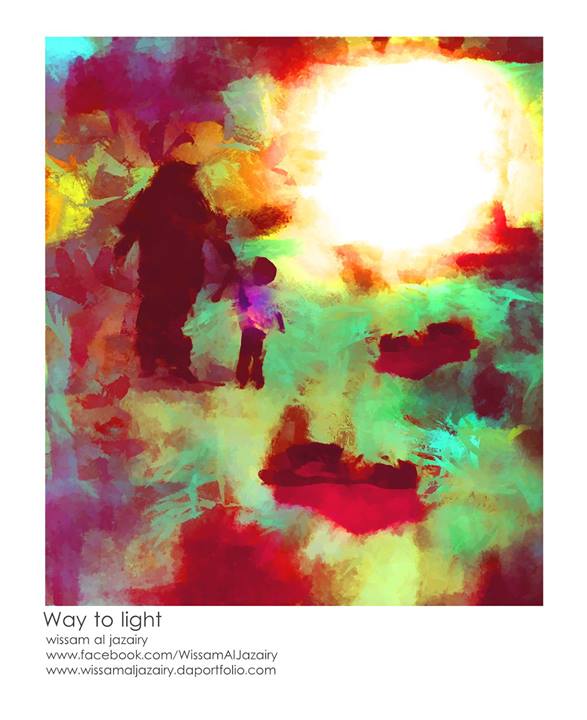 Way to light
wissam al jazairy
www.facebook.com/WissamAlJazairy
www.wissamaljazairy.daportfolio.com